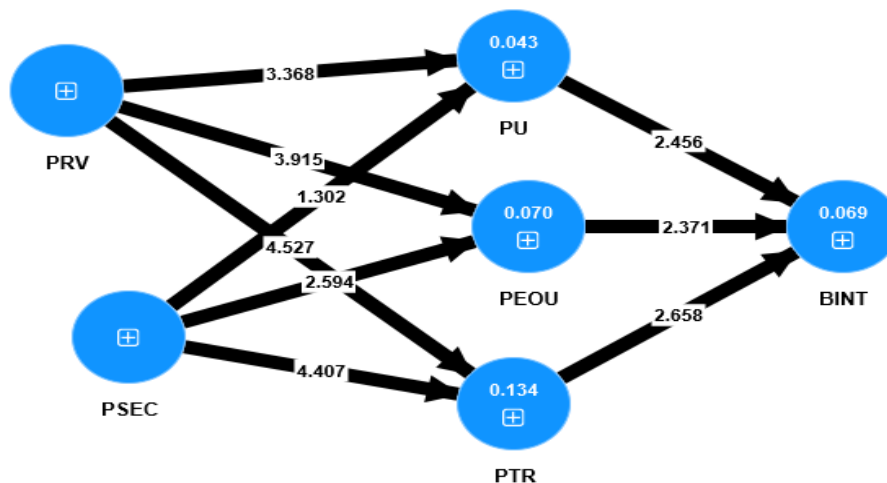 0.043
PU
3.368
PRV
3.915
1.302
2.456
4.527
0.070
PEOU
2.371
0.069
BINT
2.594
PSEC
4.407
2.658
0.134
PTR